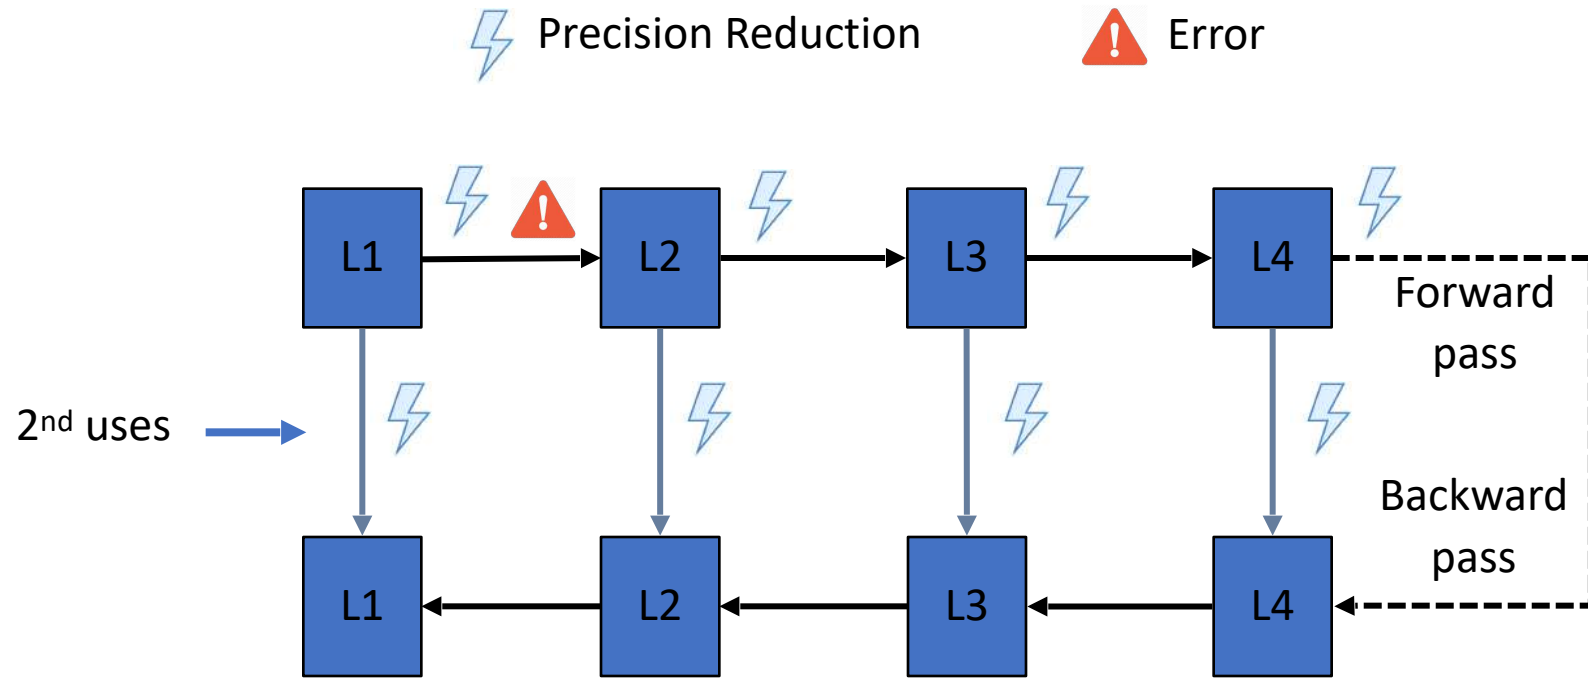 Precision Reduction
Error
L1
L2
L3
L4
Forward
pass
2nd uses
Backward
pass
L1
L2
L3
L4